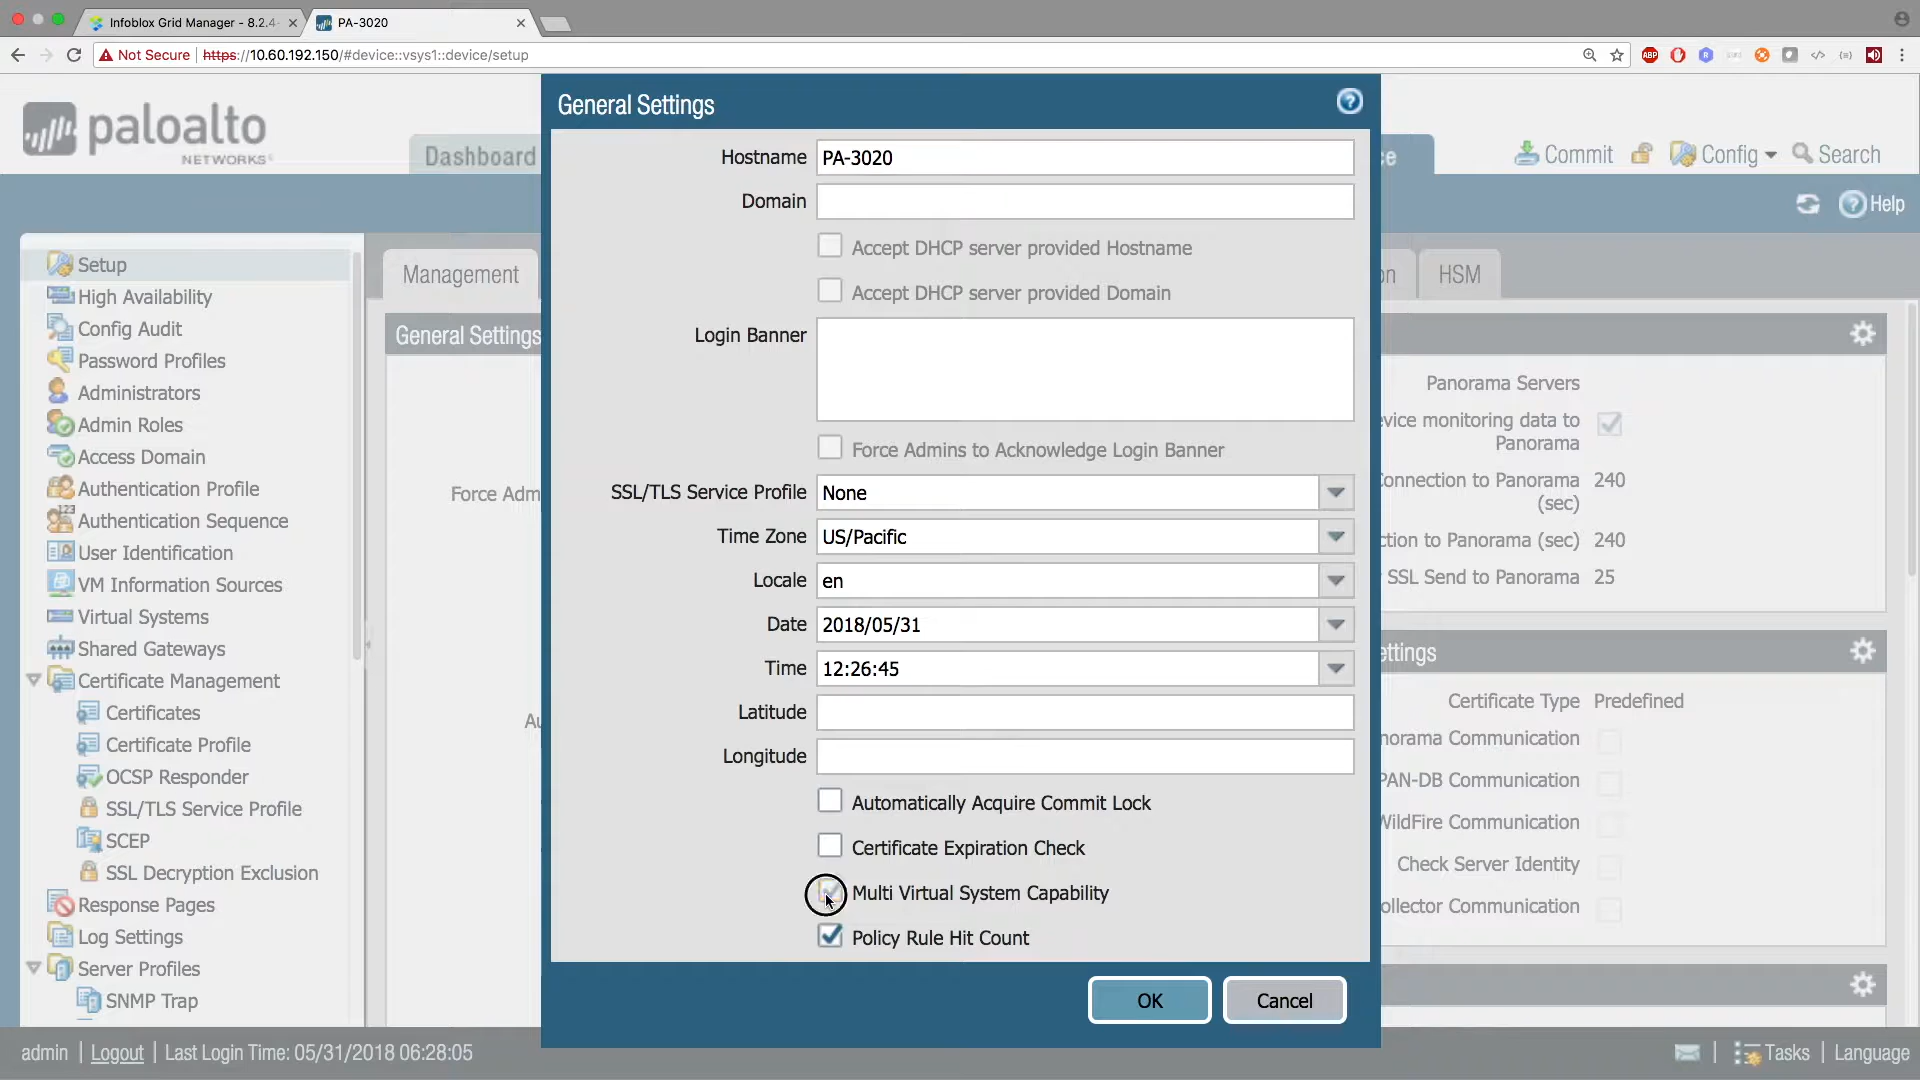 Infoblox Grid Manager - 8.2.4-
PA-3020
Not Secure
https://10.60.192.150/#device::vsys1::device/setup
ABP
paloalto
NETWORKS
Dashboard
ce
Commit
Config
Search
Help
Setup
High Availability
Config Audit
Password Profiles
Administrators
Admin Roles
Access Domain
Authentication Profile
Authentication Sequence
User Identification
VM Information Sources
Virtual Systems
Shared Gateways
Certificate Management
Certificates
Certificate Profile
OCSP Responder
SSL/TLS Service Profile
SCEP
SSL Decryption Exclusion
Response Pages
Log Settings
Server Profiles
SNMP Trap
Management
on
HSM
General Settings
Force Adm
Au
General Settings
Hostname PA-3020
Domain
Accept DHCP server provided Hostname
Accept DHCP server provided Domain
Login Banner
Force Admins to Acknowledge Login Banner
SSL/TLS Service Profile None
Time Zone US/Pacific
Locale en
Date 2018/05/31
Time 12:26:45
Latitude
Longitude
Automatically Acquire Commit Lock
Certificate Expiration Check
Multi Virtual System Capability
Policy Rule Hit Count
OK
Cancel
Panorama Servers
evice monitoring data to
Panorama
Connection to Panorama 240
(sec)
ction to Panorama (sec) 240
SSL Send to Panorama 25
ettings
Certificate Type Predefined
norama Communication
PAN-DB Communication
WildFire Communication
Check Server Identity
ollector Communication
admin | Logout | Last Login Time: 05/31/2018 06:28:05
Tasks | Language